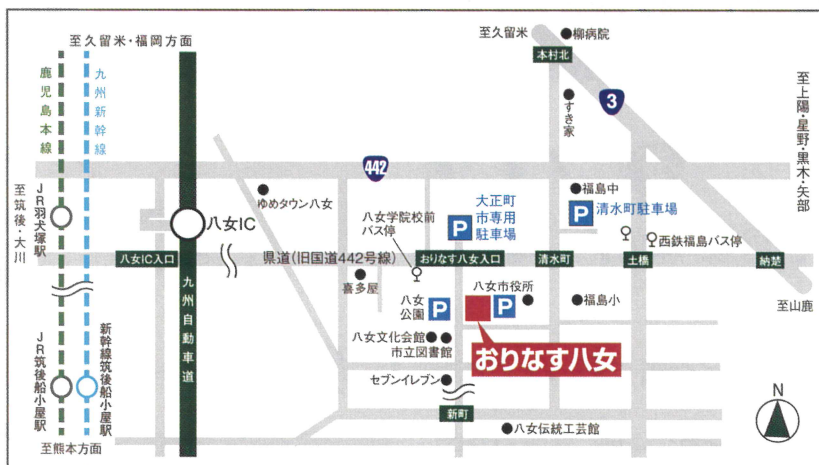 至久留米・福岡方面
鹿児島本線
九州新幹線
至筑後・大川
JR羽犬塚駅
JR筑後船小屋駅
新幹線筑後船小屋駅
至熊本方面
八女IC
八女IC入口
九州自動車道
ゆめタウン八女
442
県道(旧国道442号線)
喜多屋
八女学院校前
バス停
P
大正町
市専用
駐車場
おりなす八女入口
至久留米
柳病院
本村北
すき家
3
至上陽・星野・黒木・矢部
福島中
P
清水町駐車場
西鉄福島バス停
清水町
土橋
納楚
至山鹿
八女
公園
P
P
八女市役所
福島小
八女文化会館
市立図書館
おりなす八女
セブンイレブン
新町
八女伝統工芸館
N